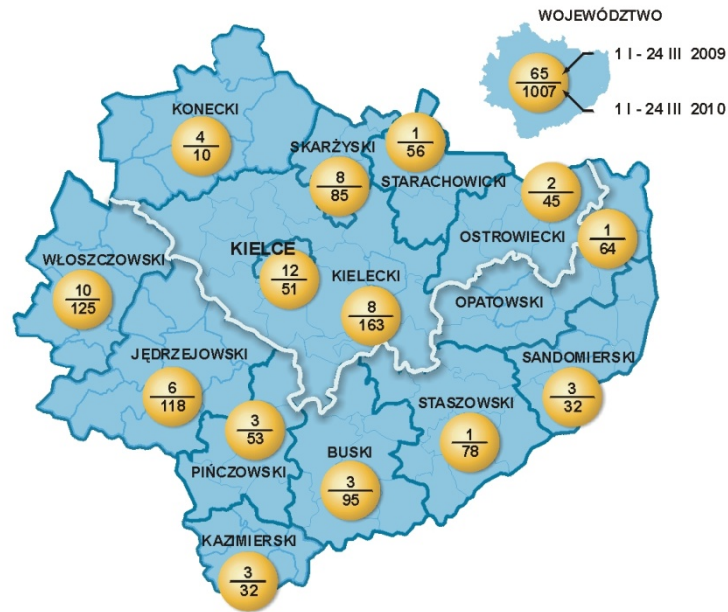 WOJEWÓDZTWO
1 I - 24 III 2009
65
1007
1 I - 24 III 2010
KONECKI
4
10
SKARŻYSKI
8
85
1
56
STARACHOWICKI
2
45
OSTROWIECKI
1
64
OPATOWSKI
WŁOSZCZOWSKI
10
125
KIELCE
12
51
KIELECKI
8
163
JĘDRZEJOWSKI
6
118
SANDOMIERSKI
3
32
STASZOWSKI
1
78
3
53
PIŃCZOWSKI
BUSKI
3
95
KAZIMIERSKI
3
32